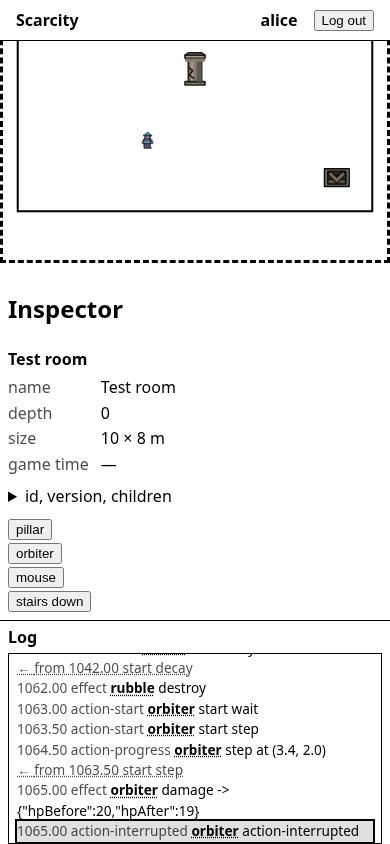 Scarcity alice Log out
Inspector
Test room
name Test room
depth 0
size 10 × 8 m
game time —
▶ id, version, children
pillar
orbiter
mouse
stairs down
Log
← from 1042.00 start decay
1062.00 effect rubble destroy
1063.00 action-start orbiter start wait
1063.50 action-start orbiter start step
1064.50 action-progress orbiter step at (3.4, 2.0)
← from 1063.50 start step
1065.00 effect orbiter damage ->
{"hpBefore":20,"hpAfter":19}
1065.00 action-interrupted orbiter action-interrupted